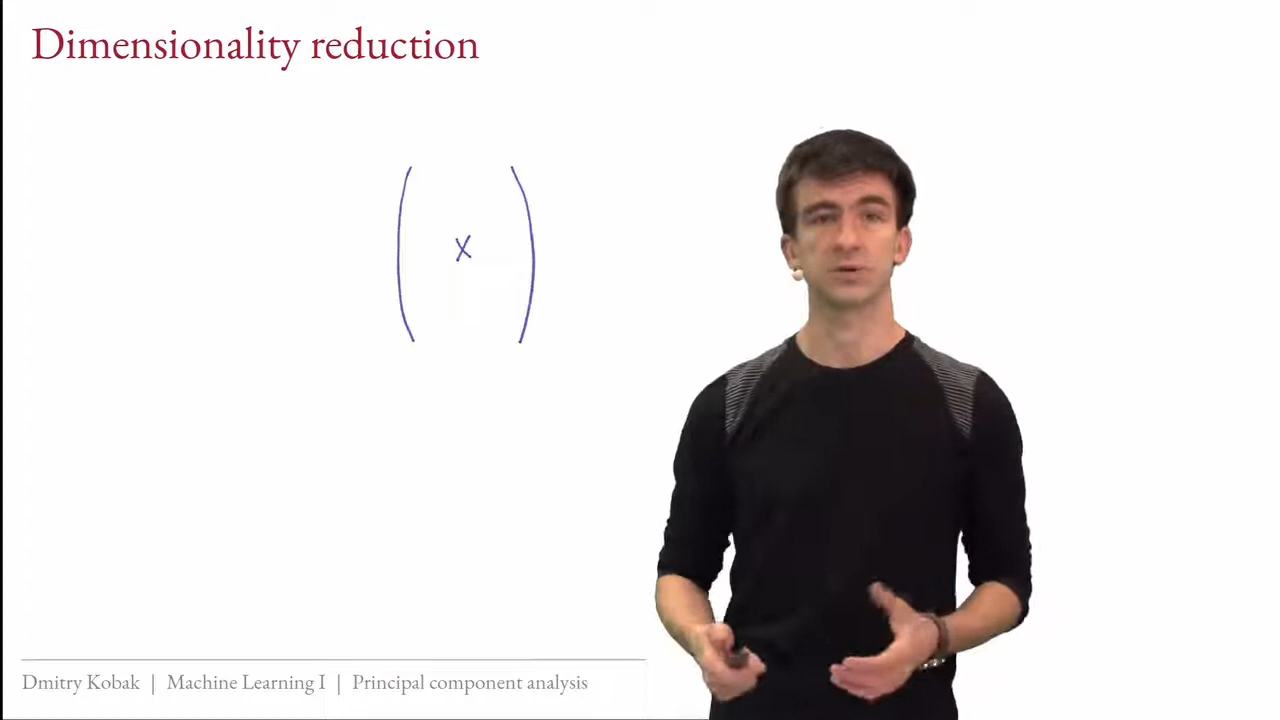 Dimensionality reduction
( x )
Dmitry Kobak | Machine Learning I | Principal component analysis